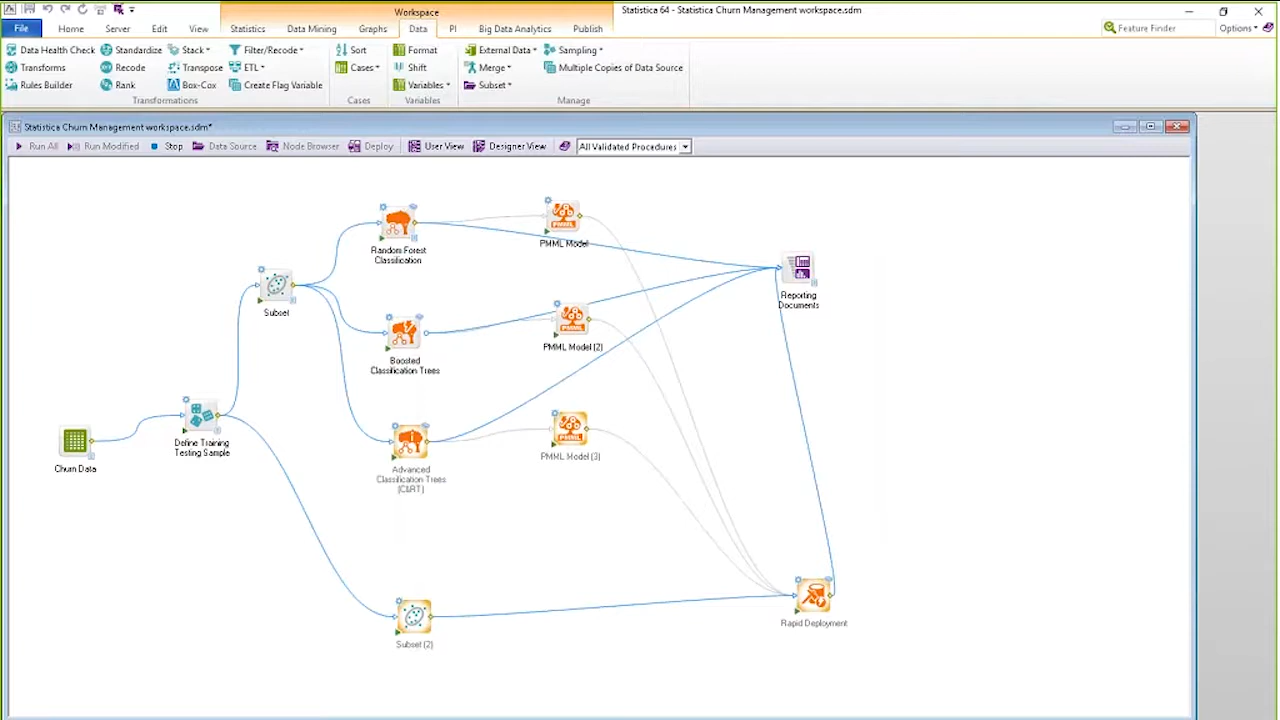 Workspace
Statistica 64 - Statistica Churn Management workspace.sdm
File Home Server Edit View Statistics Data Mining Graphs Data PI Big Data Analytics Publish Feature Finder Options
Data Health Check Standardize Stack Filter/Recode Sort Format External Data Sampling
Transforms Recode Transpose ETL Cases Shift Merge Multiple Copies of Data Source
Rules Builder Rank Box-Cox Create Flag Variable Variables Subset
Transformations Cases Variables Manage
Statistica Churn Management workspace.sdm*
Run All Run Modified Stop Data Source Node Browser Deploy User View Designer View All Validated Procedures
Random Forest
Classification
PMML
PMML Model
Reporting
Documents
Subset
Boosted
Classification Trees
PMML
PMML Model (2)
Churn Data
Define Training
Testing Sample
Advanced
Classification Trees
(C&RT)
PMML
PMML Model (3)
Subset (2)
Rapid Deployment